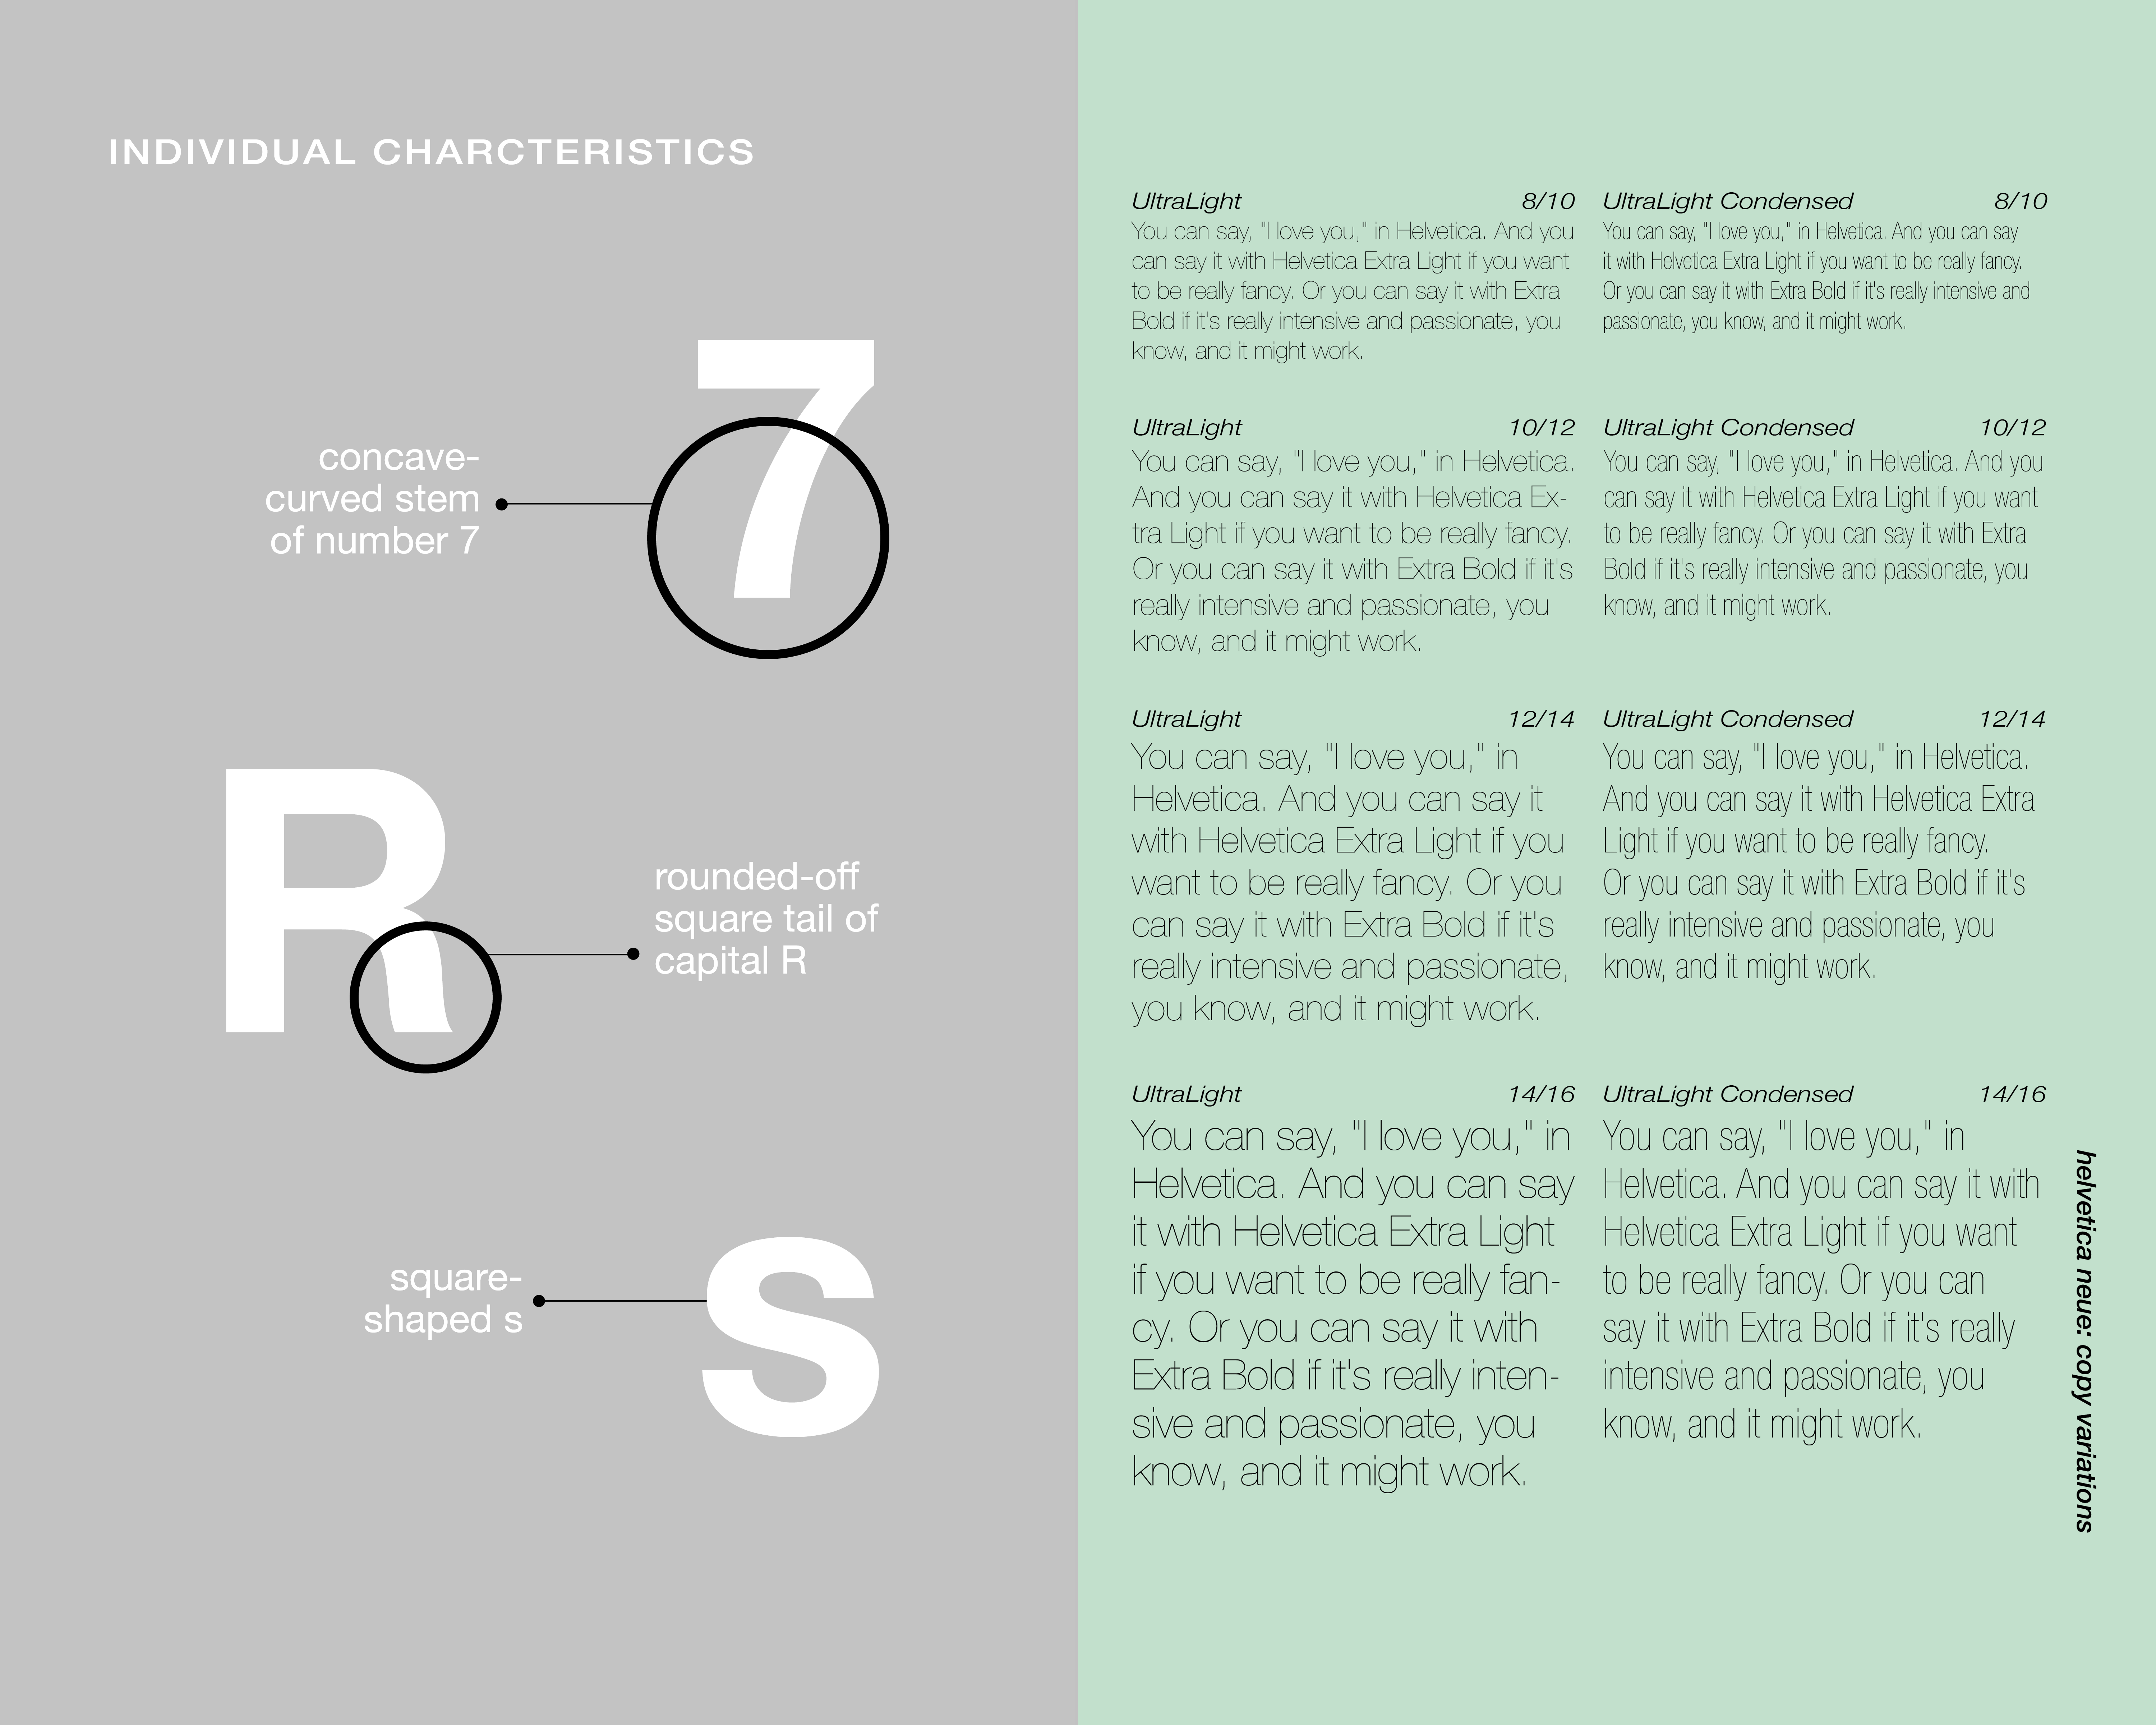 INDIVIDUAL CHARCTERISTICS
7
concave-
curved stem
of number 7
R
rounded-off
square tail of
capital R
s
square-
shaped s
UltraLight 8/10
You can say, "I love you," in Helvetica. And you
can say it with Helvetica Extra Light if you want
to be really fancy. Or you can say it with Extra
Bold if it's really intensive and passionate, you
know, and it might work.
UltraLight 10/12
You can say, "I love you," in Helvetica.
And you can say it with Helvetica Ex-
tra Light if you want to be really fancy.
Or you can say it with Extra Bold if it's
really intensive and passionate, you
know, and it might work.
UltraLight 12/14
You can say, "I love you," in
Helvetica. And you can say it
with Helvetica Extra Light if you
want to be really fancy. Or you
can say it with Extra Bold if it's
really intensive and passionate,
you know, and it might work.
UltraLight 14/16
You can say, "I love you," in
Helvetica. And you can say
it with Helvetica Extra Light
if you want to be really fan-
cy. Or you can say it with
Extra Bold if it's really inten-
sive and passionate, you
know, and it might work.
UltraLight Condensed 8/10
You can say, "I love you," in Helvetica. And you can say
it with Helvetica Extra Light if you want to be really fancy.
Or you can say it with Extra Bold if it's really intensive and
passionate, you know, and it might work.
UltraLight Condensed 10/12
You can say, "I love you," in Helvetica. And you
can say it with Helvetica Extra Light if you want
to be really fancy. Or you can say it with Extra
Bold if it's really intensive and passionate, you
know, and it might work.
UltraLight Condensed 12/14
You can say, "I love you," in Helvetica.
And you can say it with Helvetica Extra
Light if you want to be really fancy.
Or you can say it with Extra Bold if it's
really intensive and passionate, you
know, and it might work.
UltraLight Condensed 14/16
You can say, "I love you," in
Helvetica. And you can say it with
Helvetica Extra Light if you want
to be really fancy. Or you can
say it with Extra Bold if it's really
intensive and passionate, you
know, and it might work.
helvetica neue: copy variations